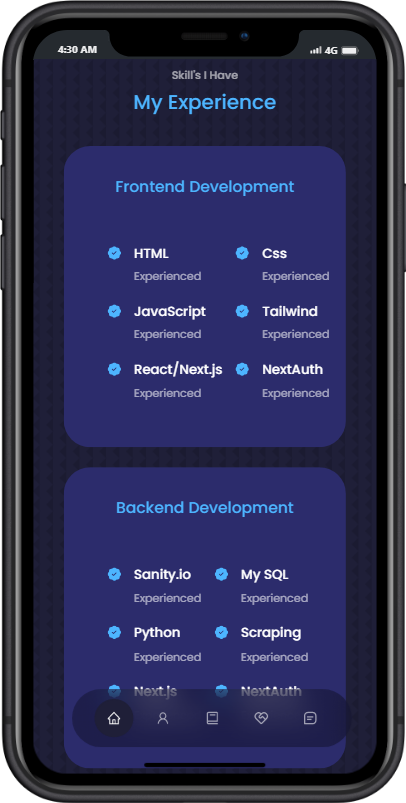 4:30 AM 4G
Skill's I Have
My Experience
Frontend Development
HTML Css
Experienced Experienced
JavaScript Tailwind
Experienced Experienced
React/Next.js NextAuth
Experienced Experienced
Backend Development
Sanity.io My SQL
Experienced Experienced
Python Scraping
Experienced Experienced
Next.js NextAuth